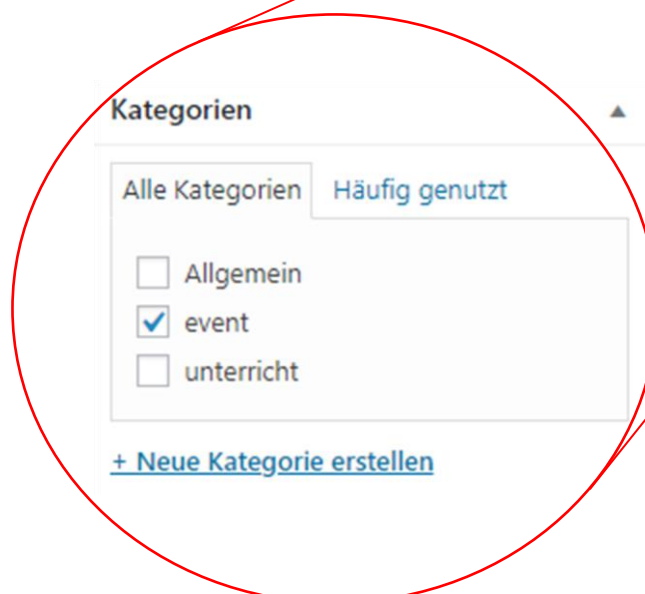 Kategorien
Alle Kategorien Häufig genutzt
Allgemein
event
unterricht
+ Neue Kategorie erstellen